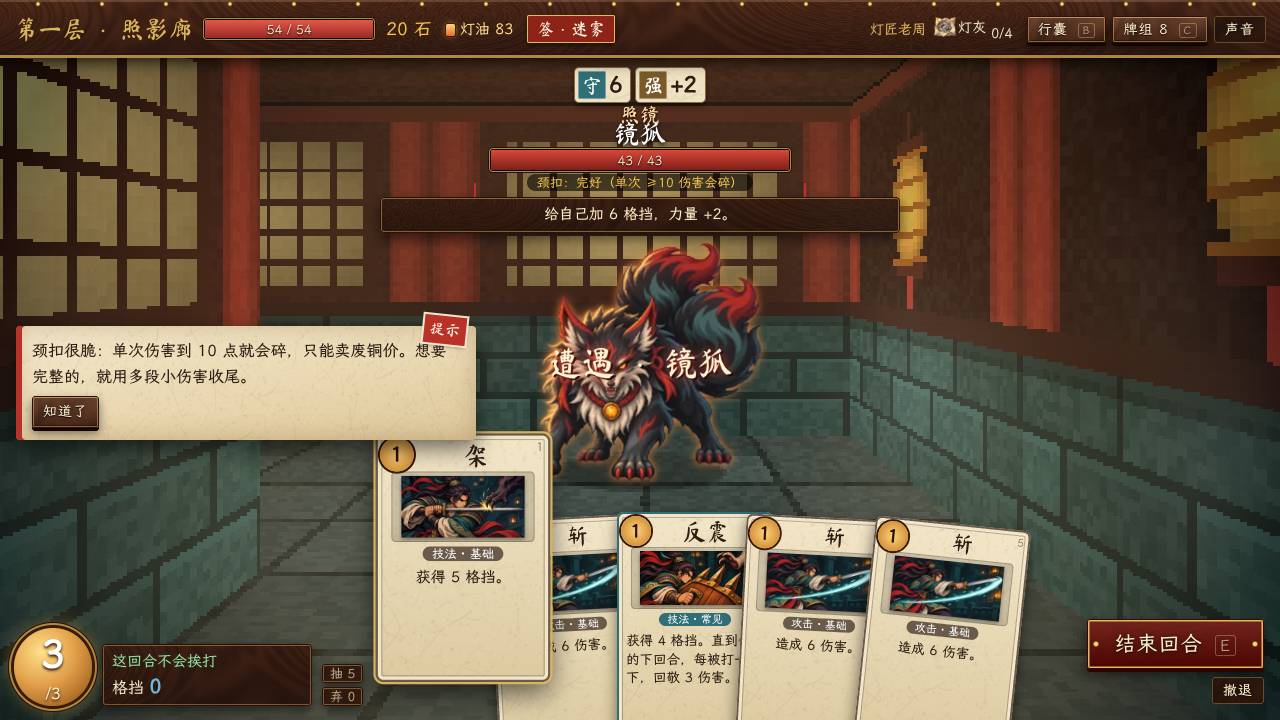 第一层 · 照影廊
54 / 54
20 石
灯油 83
签 · 迷雾
灯匠老周
灯灰 0/4
行囊 B
牌组 8 C
声音
守 6
强 +2
照镜
镜狐
43 / 43
颈扣：完好（单次 ≥10 伤害会碎）
给自己加 6 格挡，力量 +2。
提示
颈扣很脆：单次伤害到 10 点就会碎，只能卖废铜价。想要
完整的，就用多段小伤害收尾。
知道了
遭遇 镜狐
1
架
1
技法·基础
获得 5 格挡。
斩
击·基础
6 伤害。
1
反震
技法·常见
获得 4 格挡。直到
的下回合，每被打一
下，回敬 3 伤害。
1
斩
攻击·基础
造成 6 伤害。
1
斩
5
攻击·基础
造成 6 伤害。
3
/3
这回合不会挨打
格挡 0
抽 5
弃 0
结束回合 E
撤退